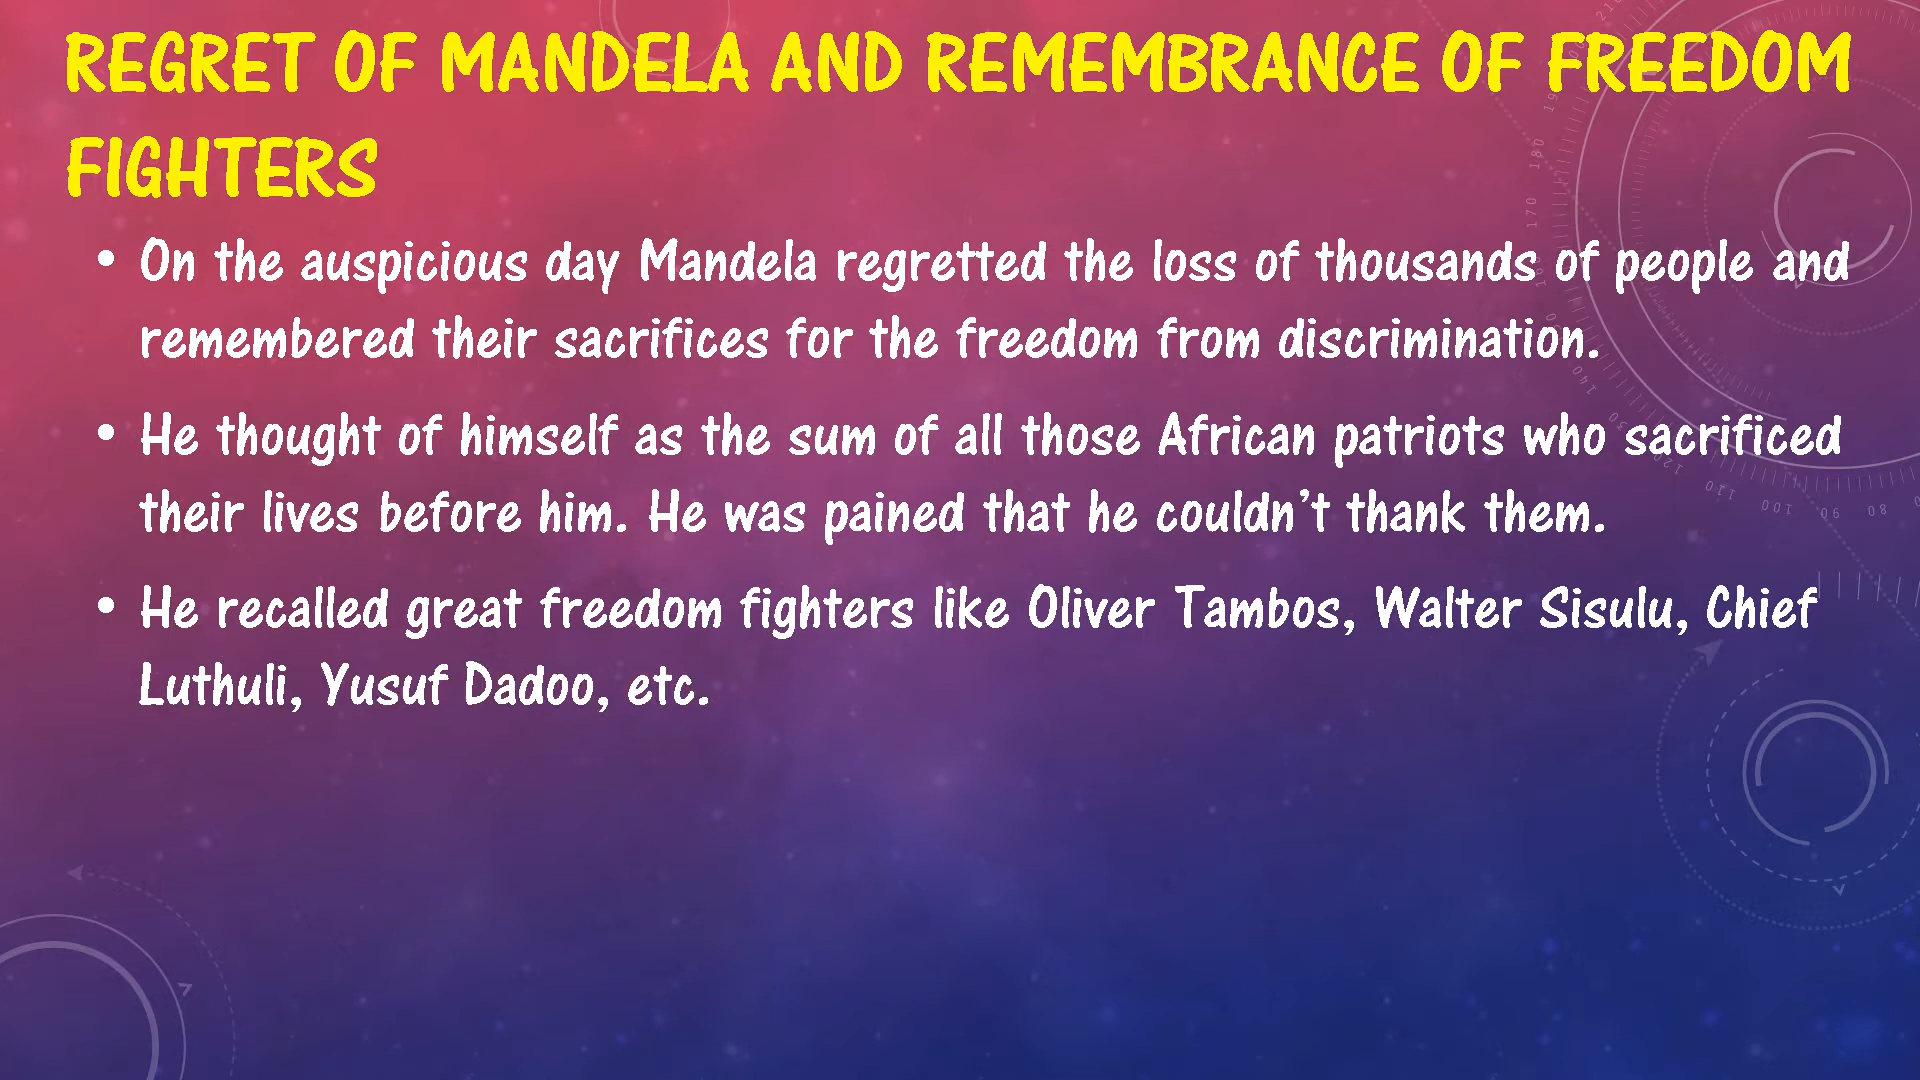 REGRET OF MANDELA AND REMEMBRANCE OF FREEDOM
FIGHTERS
• On the auspicious day Mandela regretted the loss of thousands of people and
remembered their sacrifices for the freedom from discrimination.
• He thought of himself as the sum of all those African patriots who sacrificed
their lives before him. He was pained that he couldn't thank them.
• He recalled great freedom fighters like Oliver Tambos, Walter Sisulu, Chief
Luthuli, Yusuf Dadoo, etc.